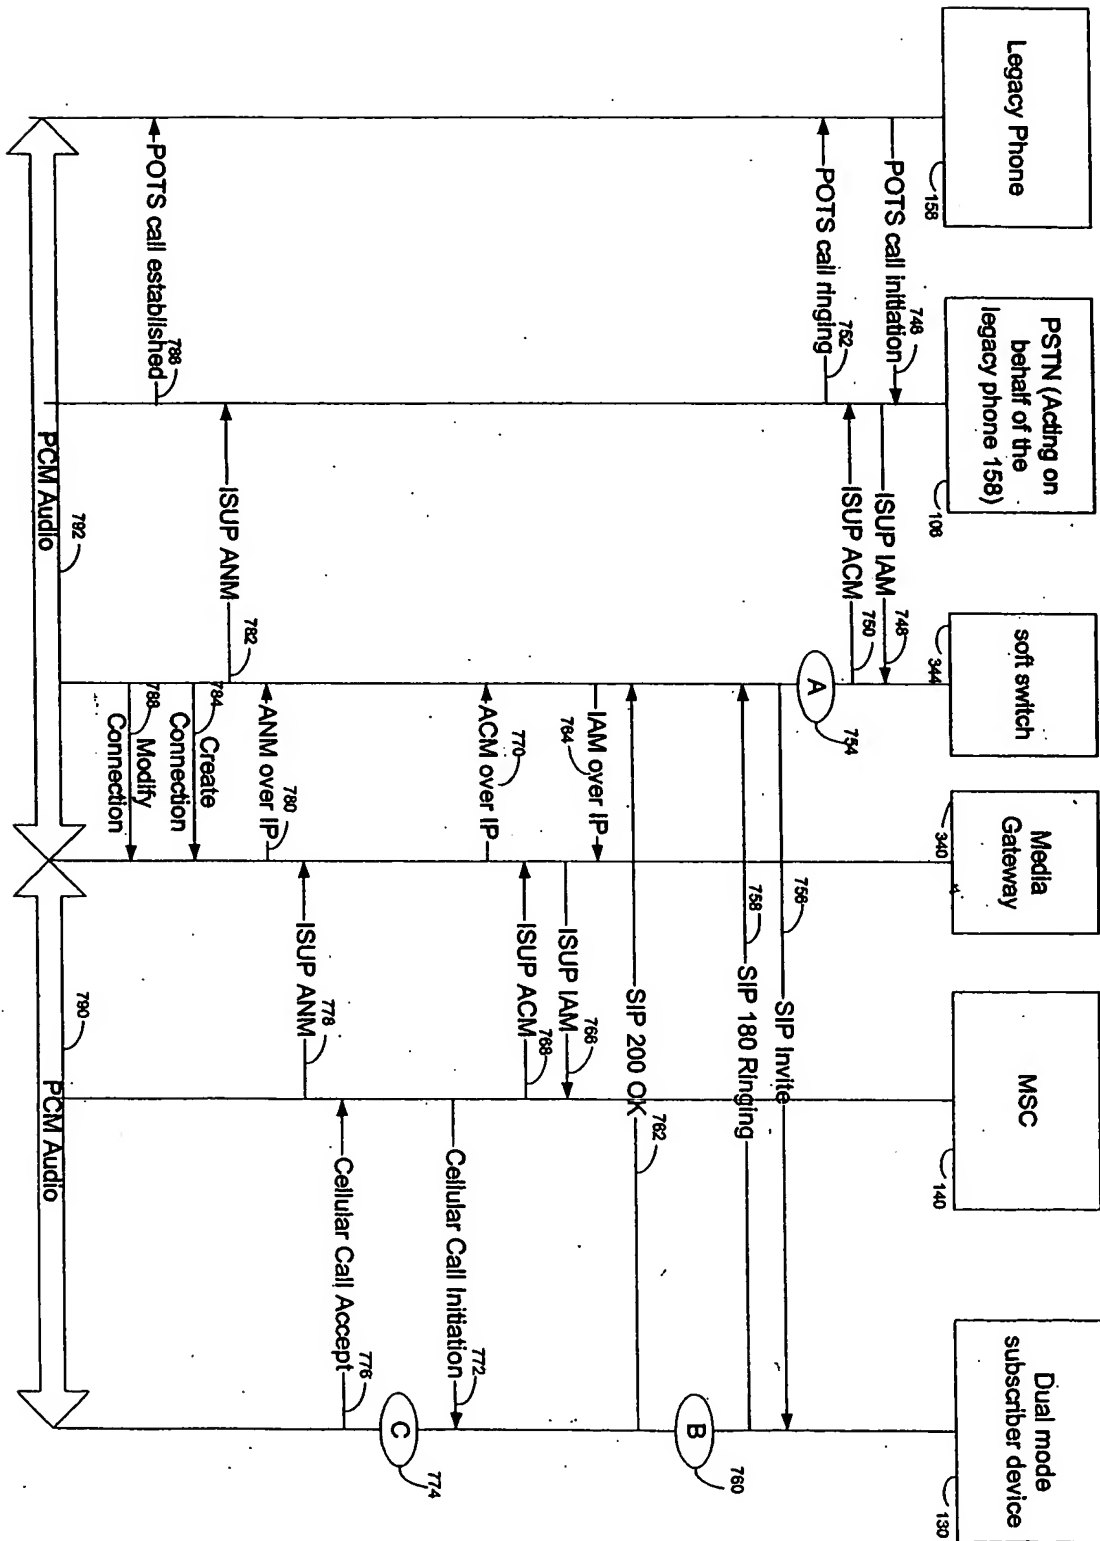 Legacy Phone
158
PSTN (Acting on
behalf of the
legacy phone 158)
106
soft switch
344
Media
Gateway
340
MSC
140
Dual mode
subscriber device
130
POTS call initiation
746
ISUP IAM
748
ISUP ACM
750
POTS call ringing
752
A
754
SIP Invite
756
SIP 180 Ringing
758
B
760
SIP 200 OK
762
IAM over IP
764
ISUP IAM
766
ISUP ACM
768
ACM over IP
770
Cellular Call Initiation
772
C
774
Cellular Call Accept
776
ISUP ANM
778
ANM over IP
780
ISUP ANM
782
784
Create
Connection
POTS call established
788
788
Modify
Connection
PCM Audio
792
PCM Audio
790